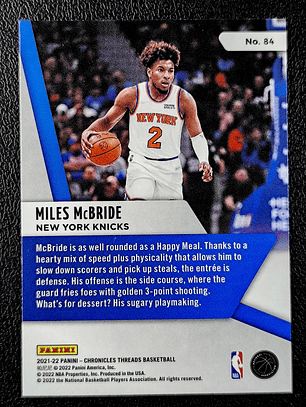 No. 84
NEW YORK
2
MILES McBRIDE
NEW YORK KNICKS
McBride is as well rounded as a Happy Meal. Thanks to a
hearty mix of speed plus physicality that allows him to
slow down scorers and pick up steals, the entrée is
defense. His offense is the side course, where the
guard fries foes with golden 3-point shooting.
What's for dessert? His sugary playmaking.
PANINI
2021-22 PANINI – CHRONICLES THREADS BASKETBALL
© 2022 Panini America, Inc.
© 2022 NBA Properties, Inc. Produced in the USA.
© 2022 National Basketball Players Association. All rights reserved.
NBA